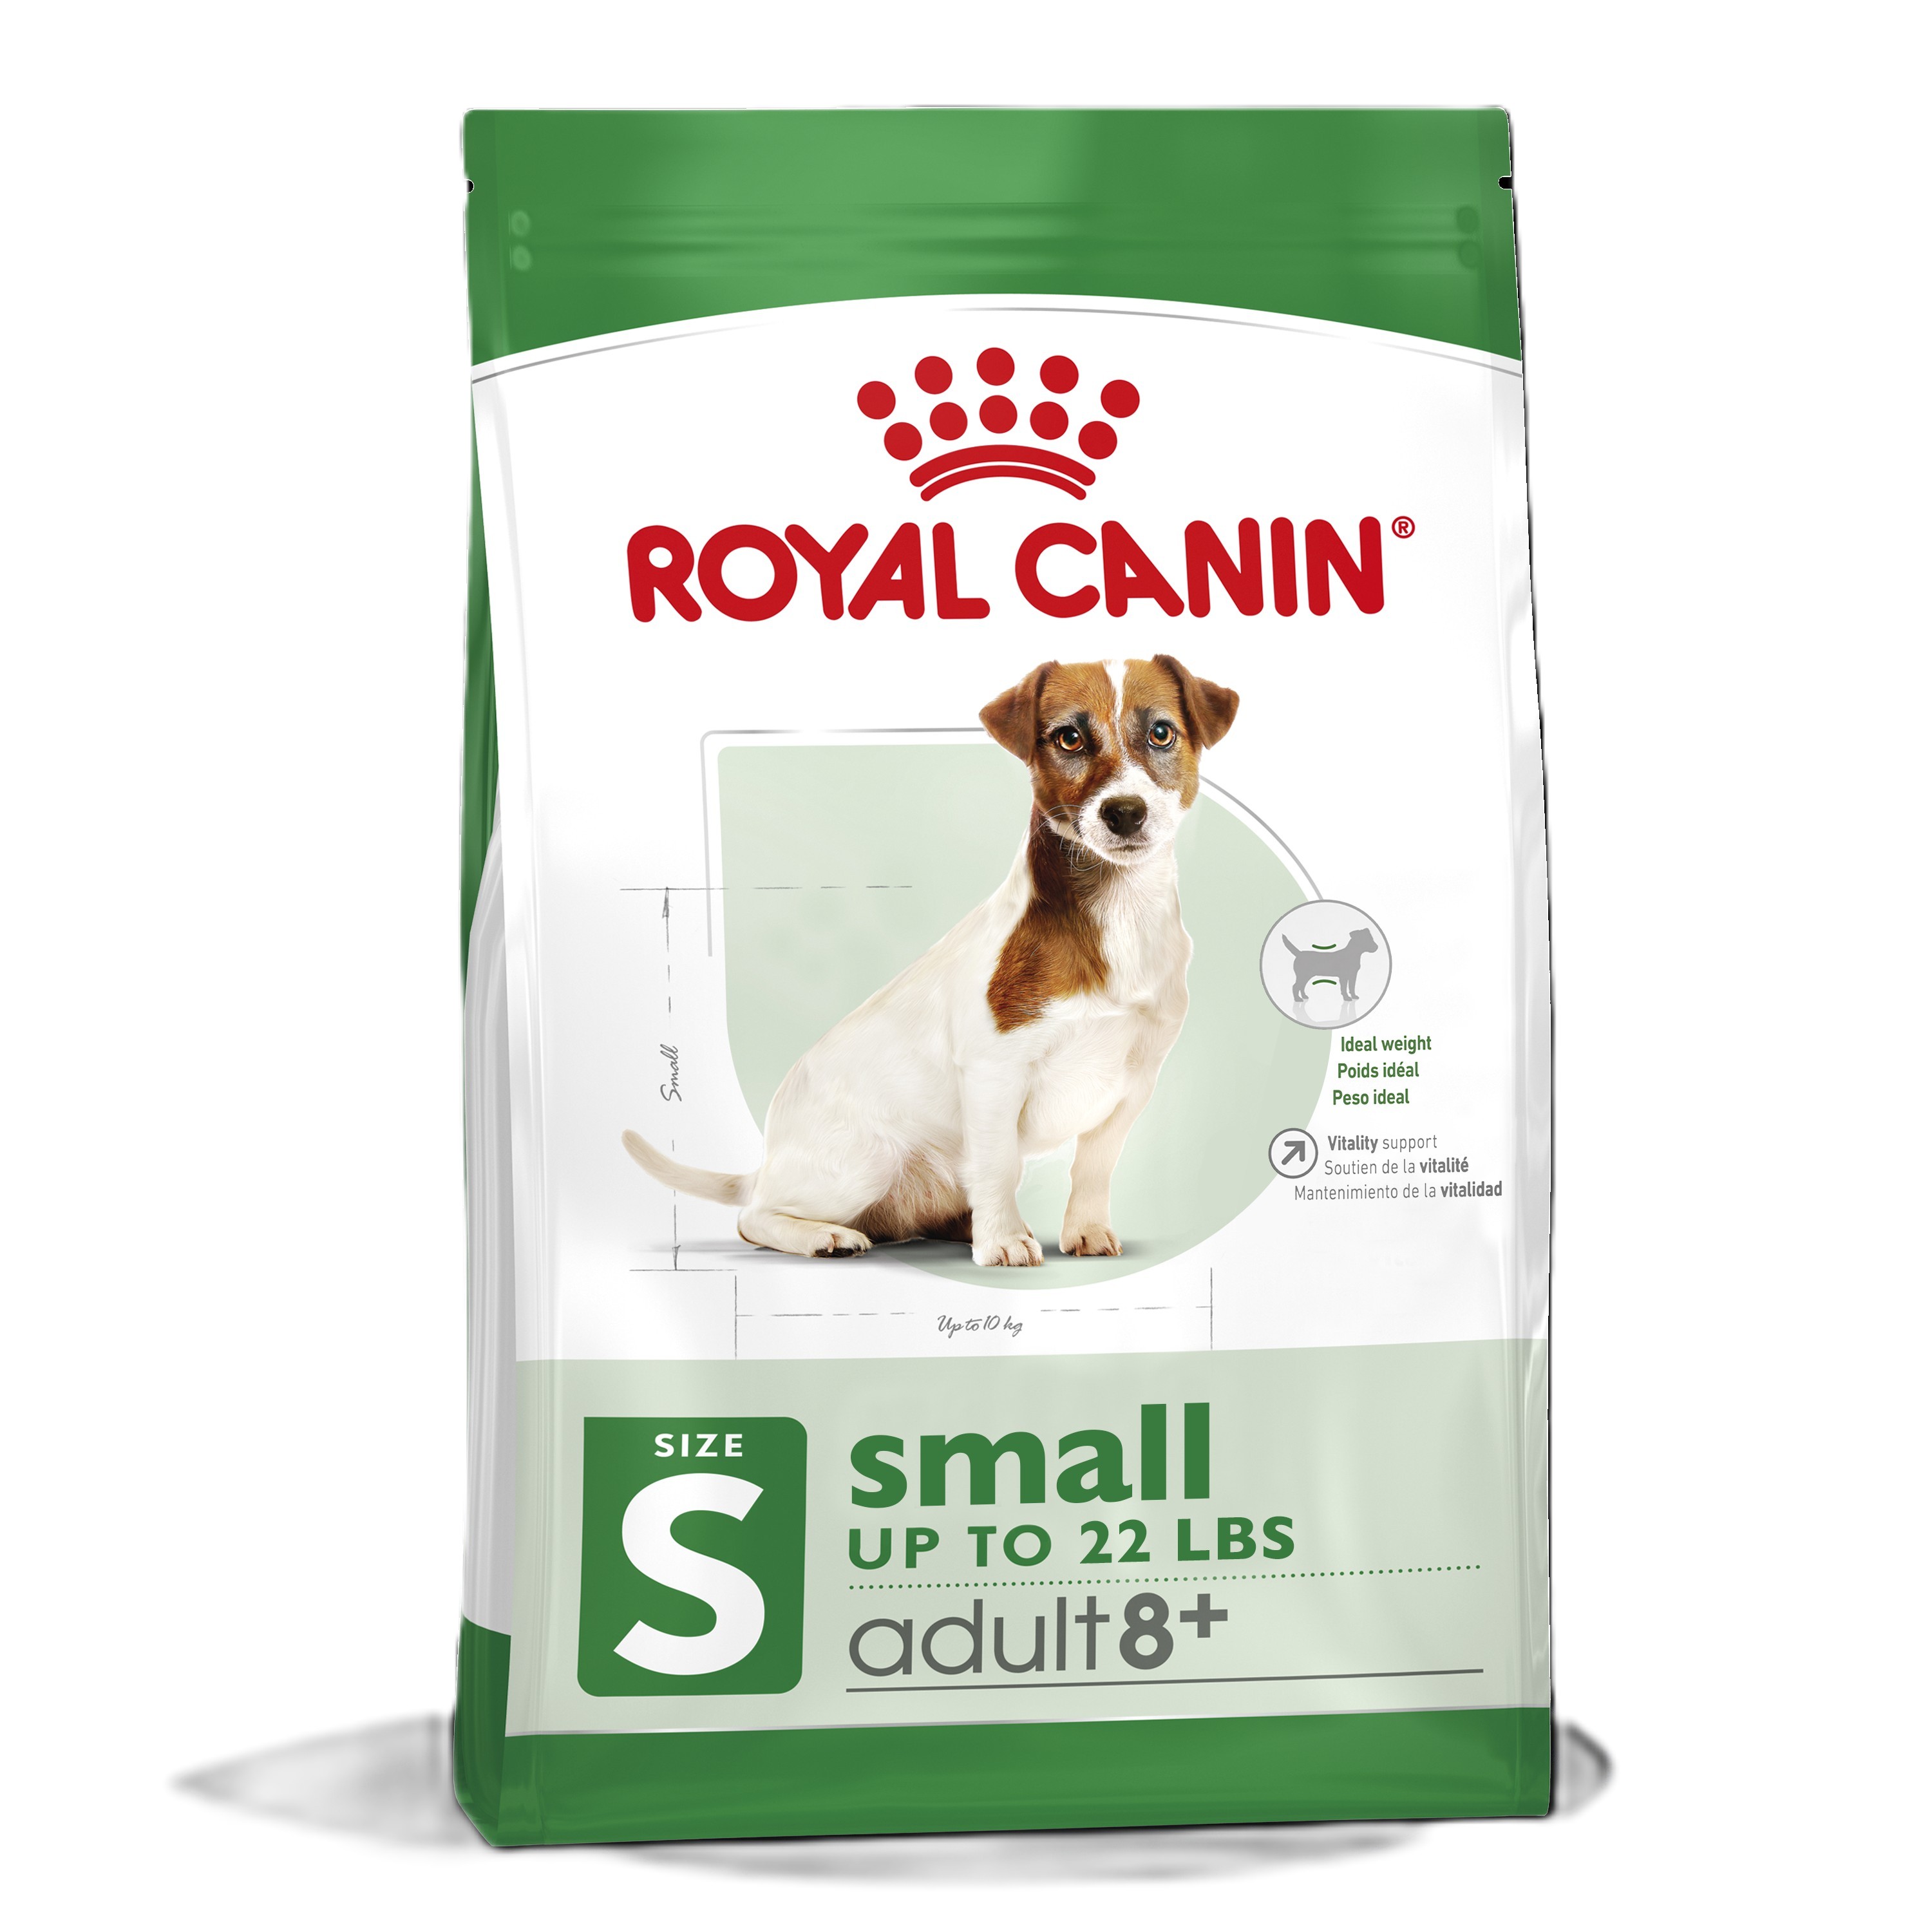 ROYAL CANIN®
Small
Ideal weight
Poids idéal
Peso ideal
Vitality support
Soutien de la vitalité
Mantenimiento de la vitalidad
Up to 10 kg
SIZE
S
small
UP TO 22 LBS
adult 8+